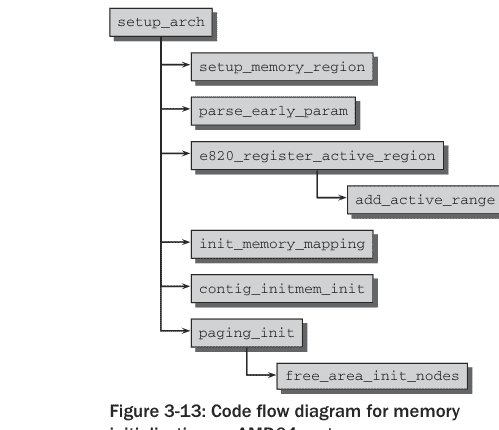 setup_arch
setup_memory_region
parse_early_param
e820_register_active_region
add_active_range
init_memory_mapping
contig_initmem_init
paging_init
free_area_init_nodes
Figure 3-13: Code flow diagram for memory